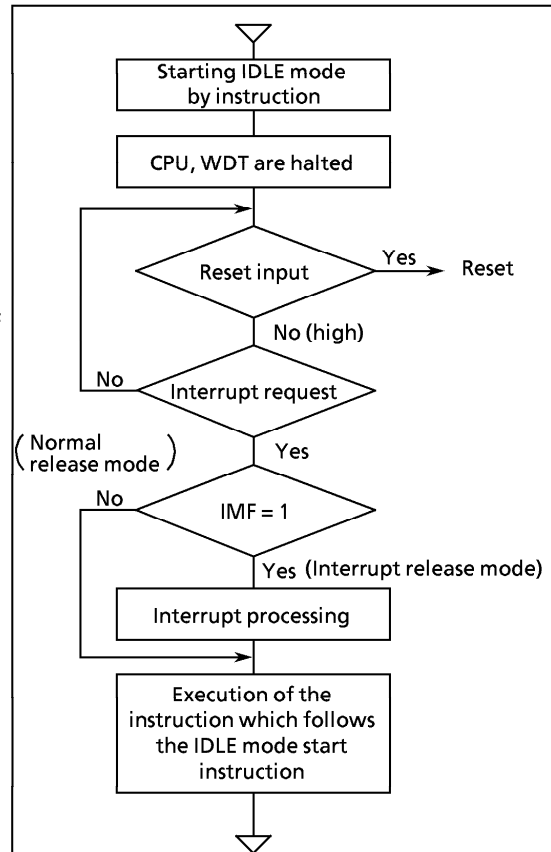 Starting IDLE mode
by instruction
CPU, WDT are halted
Reset input
Yes
Reset
No (high)
No
Interrupt request
(Normal
release mode)
Yes
No
IMF = 1
Yes (Interrupt release mode)
Interrupt processing
Execution of the
instruction which follows
the IDLE mode start
instruction